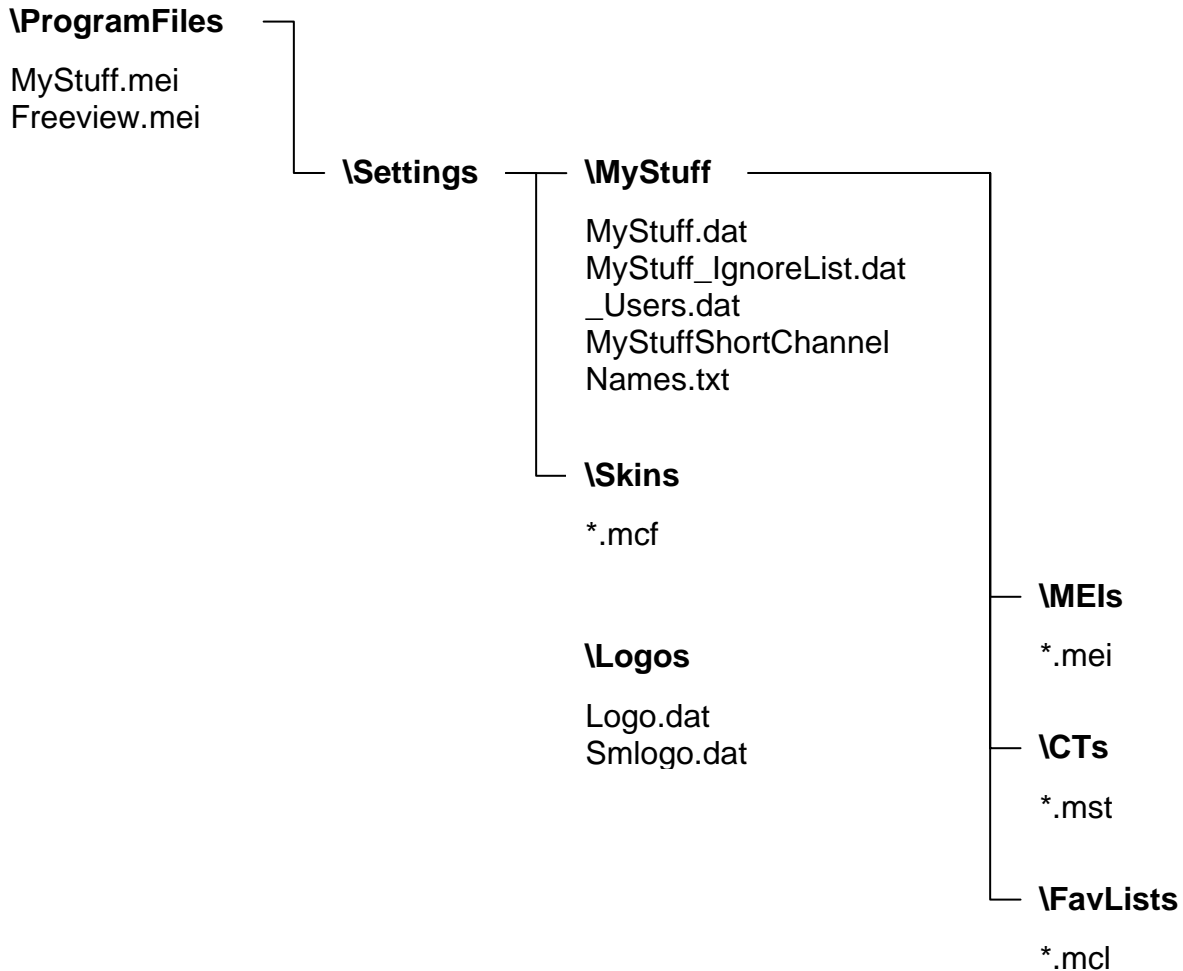 \ProgramFiles
MyStuff.mei
Freeview.mei
\Settings
\MyStuff
MyStuff.dat
MyStuff_IgnoreList.dat
_Users.dat
MyStuffShortChannel
Names.txt
\Skins
*.mcf
\Logos
Logo.dat
Smlogo.dat
\MEIs
*.mei
\CTs
*.mst
\FavLists
*.mcl